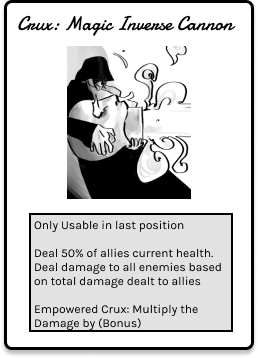 Crux: Magic Inverse Cannon
Only Usable in last position
Deal 50% of allies current health.
Deal damage to all enemies based
on total damage dealt to allies
Empowered Crux: Multiply the
Damage by (Bonus)